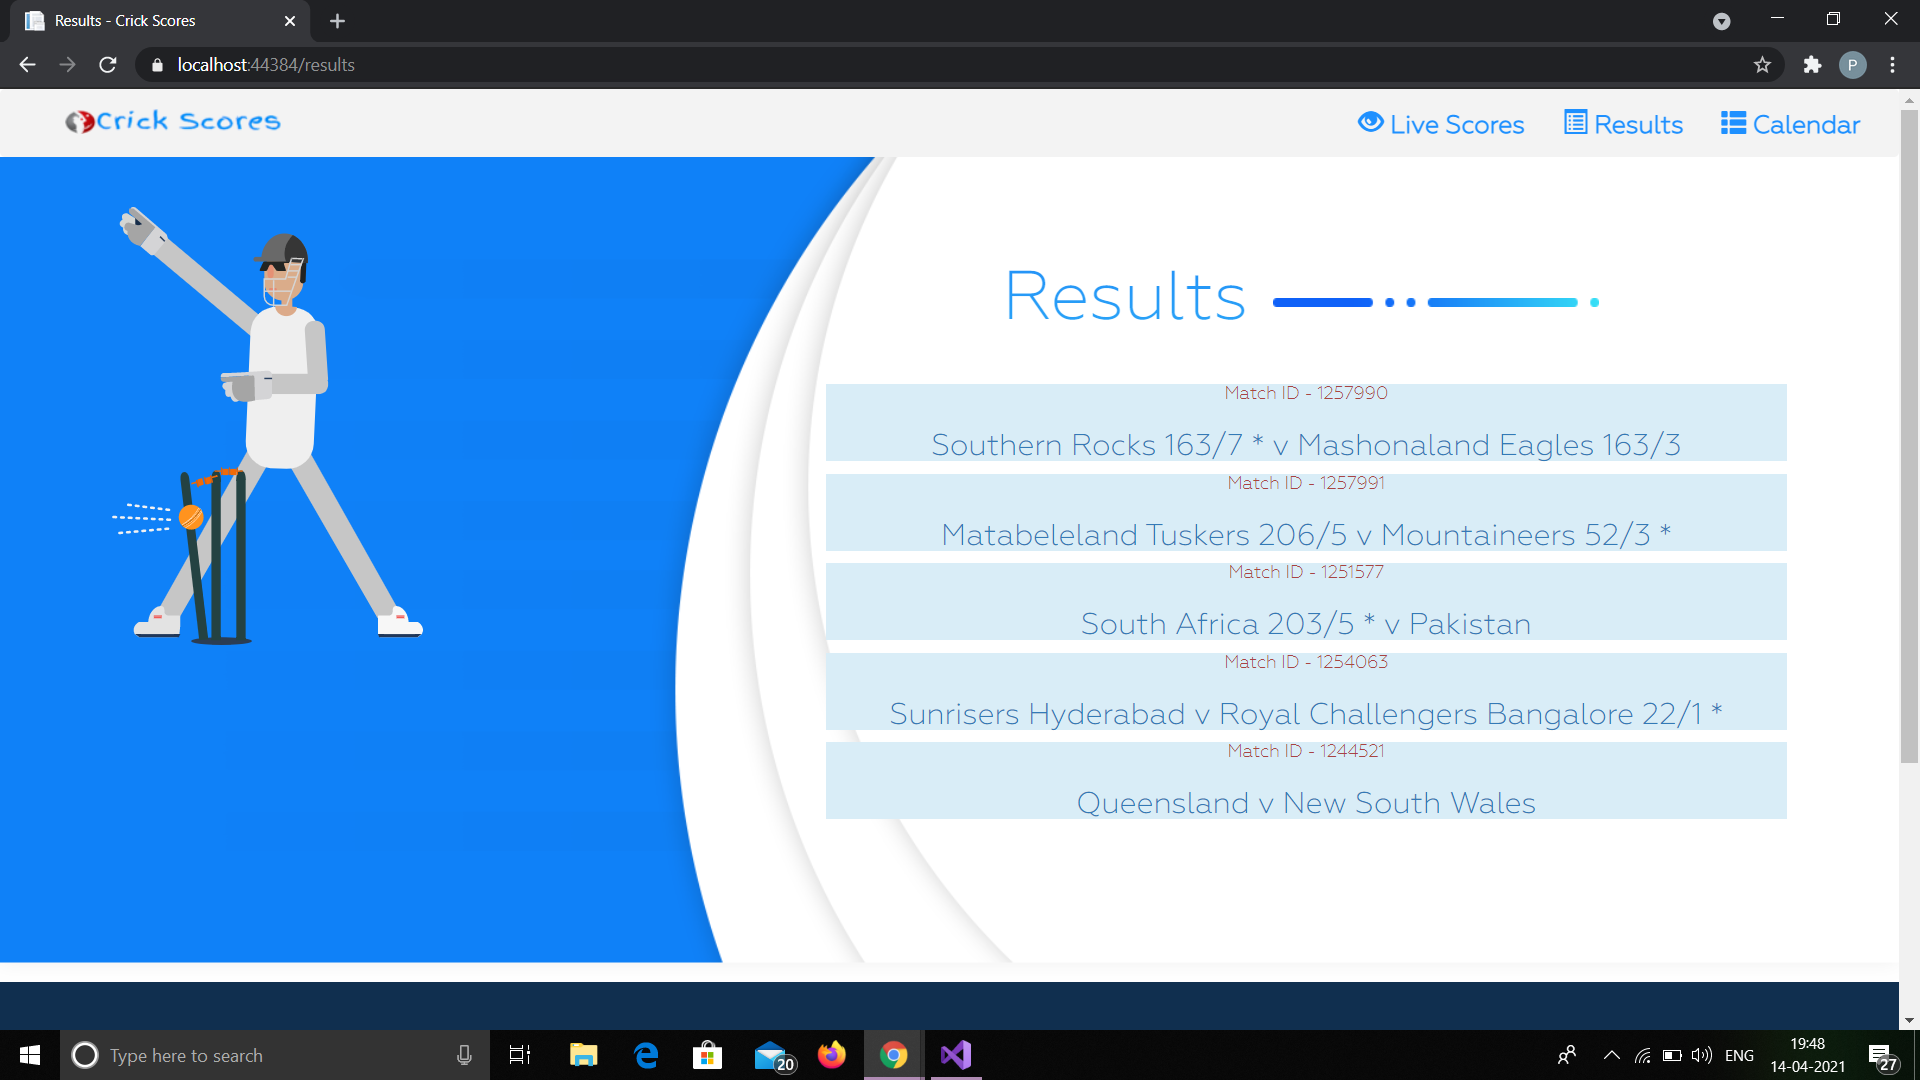 Results - Crick Scores
localhost:44384/results
P
Crick Scores
Live Scores
Results
Calendar
Results
Match ID - 1257990
Southern Rocks 163/7 * v Mashonaland Eagles 163/3
Match ID - 1257991
Matabeleland Tuskers 206/5 v Mountaineers 52/3 *
Match ID - 1251577
South Africa 203/5 * v Pakistan
Match ID - 1254063
Sunrisers Hyderabad v Royal Challengers Bangalore 22/1 *
Match ID - 1244521
Queensland v New South Wales
Type here to search
20
ENG
19:48
14-04-2021
27